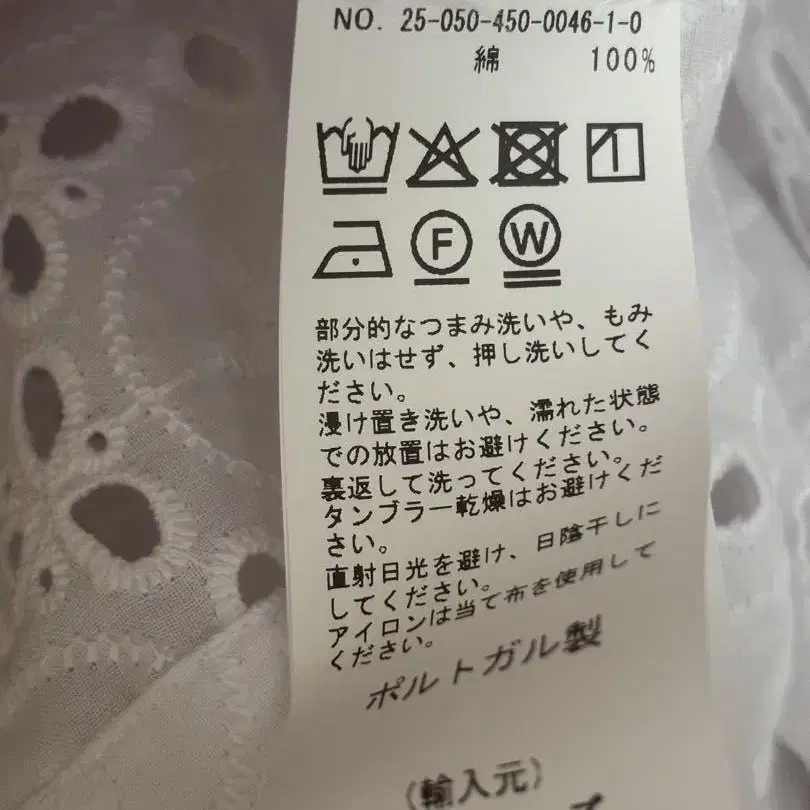 NO. 25-050-450-0046-1-0
綿 100%
F W
部分的なつまみ洗いや、もみ
洗いはせず、押し洗いしてく
ださい。
浸け置き洗いや、濡れた状態
での放置はお避けください。
裏返して洗ってください。
タンブラー乾燥はお避けくだ
さい。
直射日光を避け、日陰干しに
してください。
アイロンは当て布を使用して
ください。
ポルトガル製
(輸入元)